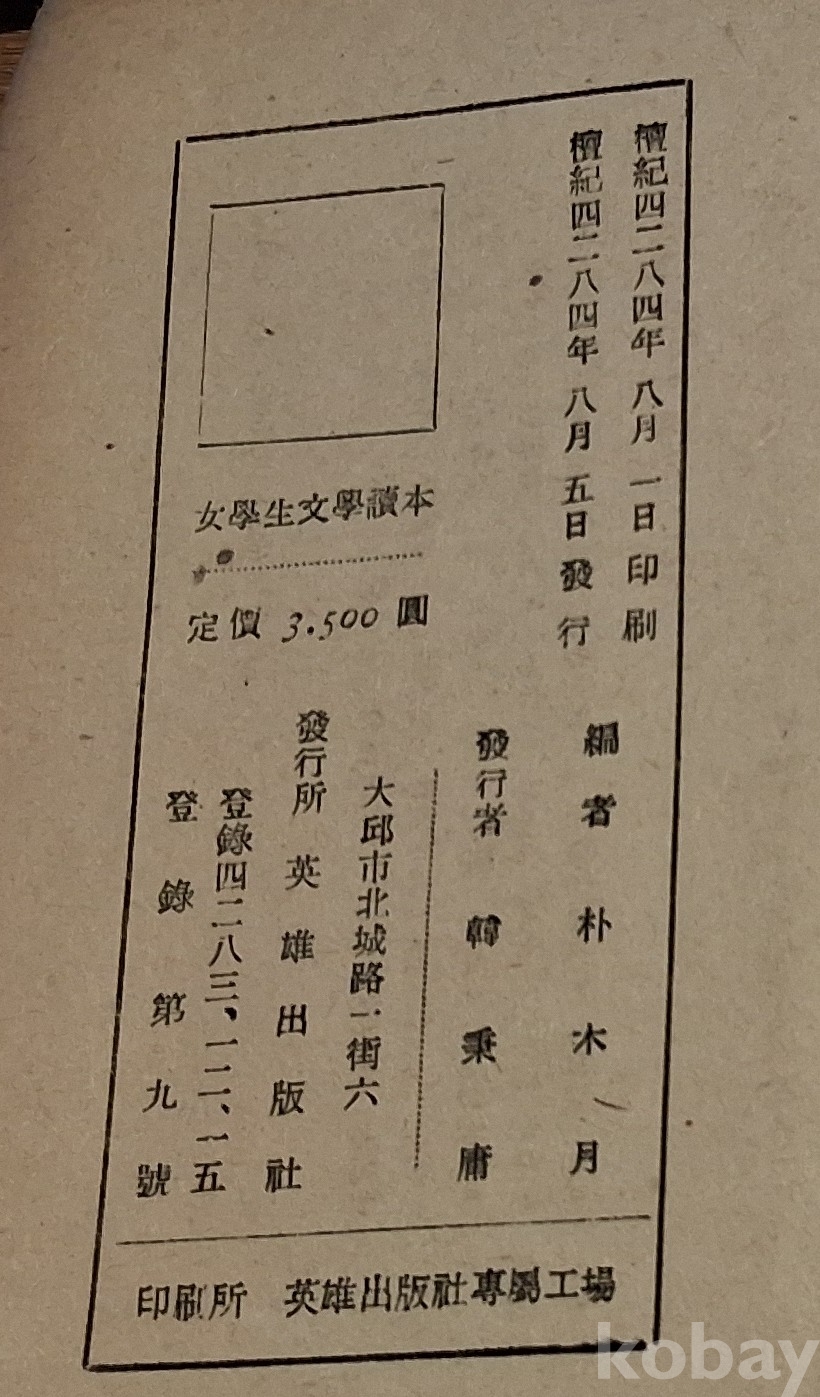 檀紀四二八四年 八月 一日 印刷
檀紀四二八四年 八月 五日 發行
女學生文學讀本
定價 3.500 圓
編者 朴木月
發行者 韓秉庸
大邱市北城路一街六
發行所 英雄出版社
登錄四二八三、一二、一五
登錄第九號
印刷所 英雄出版社專屬工場
kobay